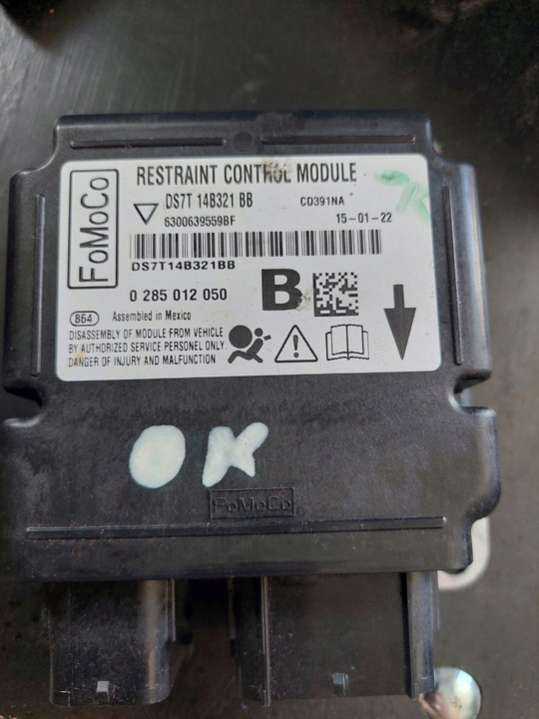 FoMoCo
RESTRAINT CONTROL MODULE
DS7T 14B321 BB
CD391NA
6300639559BF
15-01-22
DS7T14B321BB
0 285 012 050
B
864 Assembled in Mexico
DISASSEMBLY OF MODULE FROM VEHICLE
BY AUTHORIZED SERVICE PERSONEL ONLY
DANGER OF INJURY AND MALFUNCTION
OK
FoMoCo